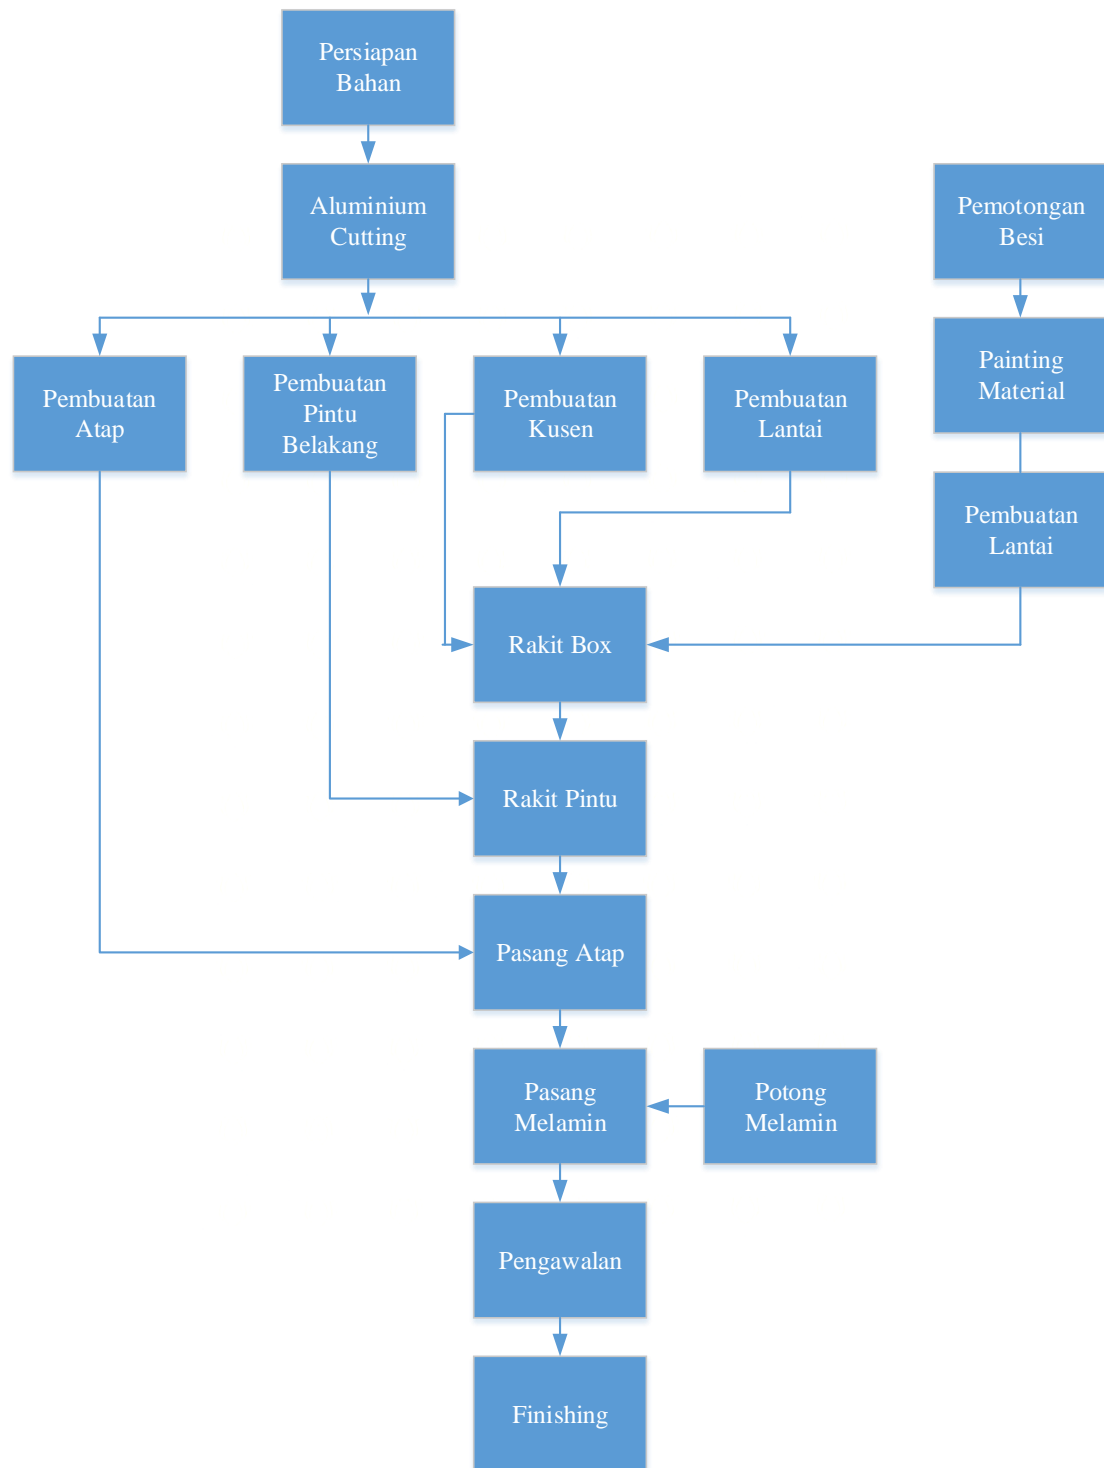 Persiapan
Bahan
Aluminium
Cutting
Pemotongan
Besi
Painting
Material
Pembuatan
Atap
Pembuatan
Pintu
Belakang
Pembuatan
Kusen
Pembuatan
Lantai
Pembuatan
Lantai
Rakit Box
Rakit Pintu
Pasang Atap
Pasang
Melamin
Potong
Melamin
Pengawalan
Finishing